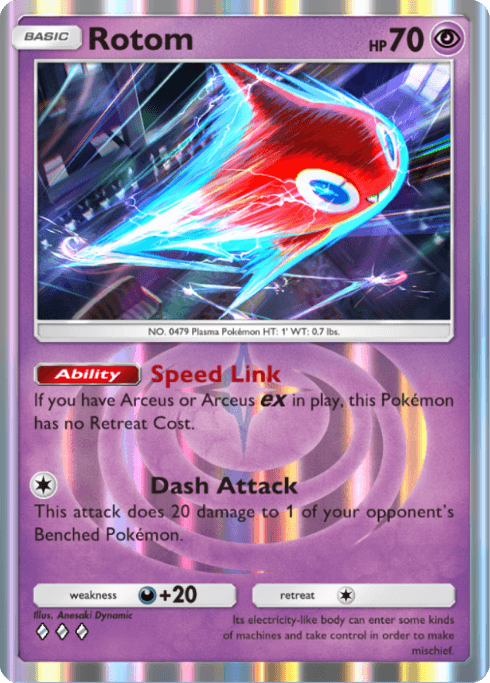 BASIC Rotom HP 70
NO. 0479 Plasma Pokémon HT: 1' WT: 0.7 lbs.
Ability Speed Link
If you have Arceus or Arceus ex in play, this Pokémon
has no Retreat Cost.
Dash Attack
This attack does 20 damage to 1 of your opponent's
Benched Pokémon.
weakness +20 retreat
Illus. Anesaki Dynamic
Its electricity-like body can enter some kinds
of machines and take control in order to make
mischief.